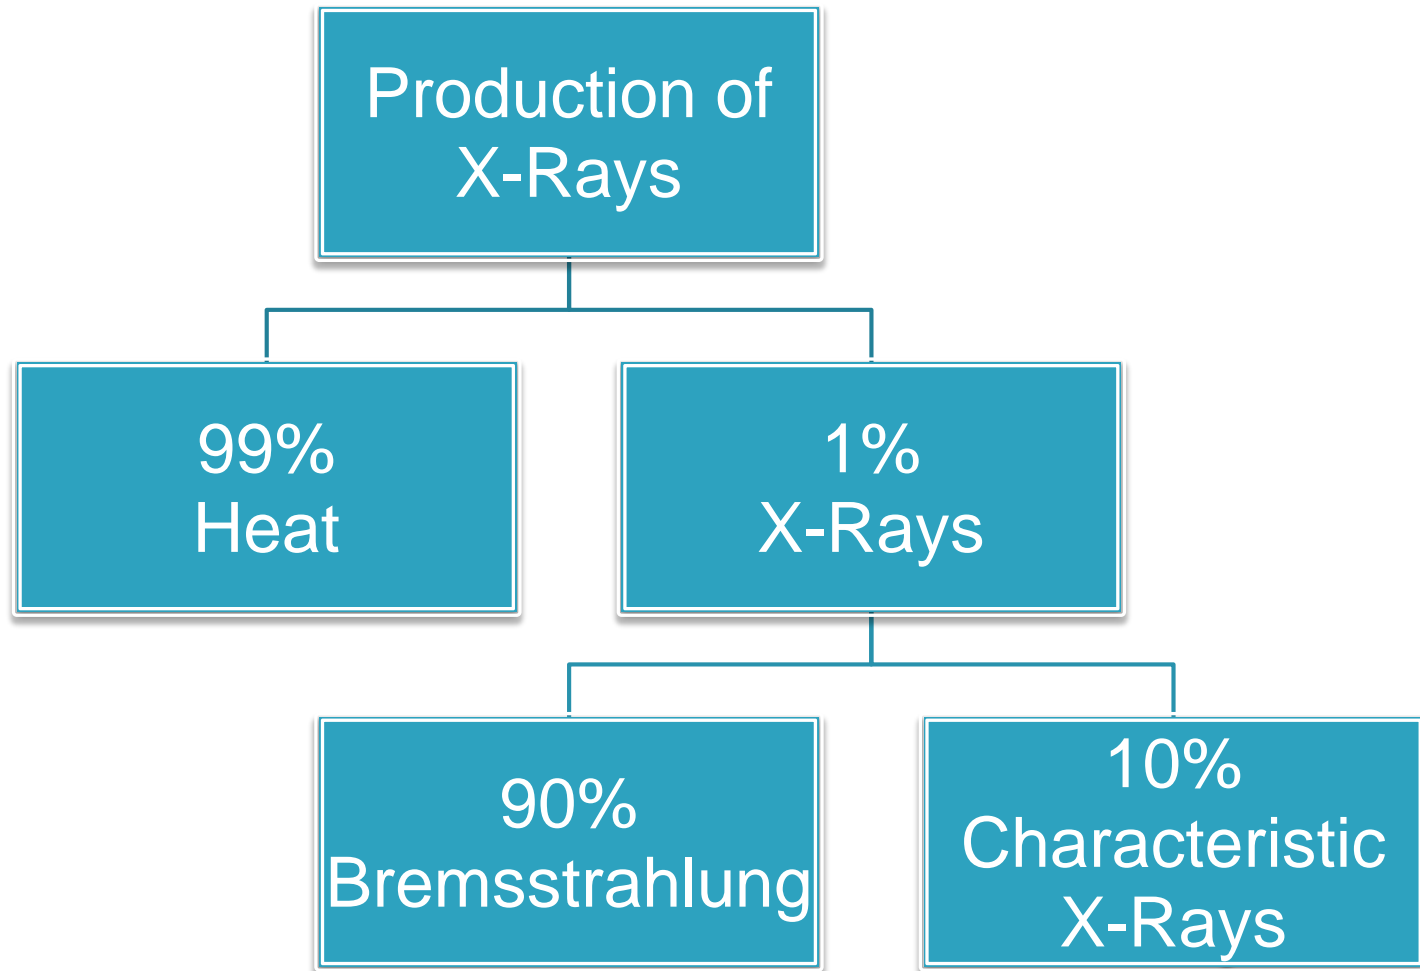 Production of
X-Rays
99%
Heat
1%
X-Rays
90%
Bremsstrahlung
10%
Characteristic
X-Rays